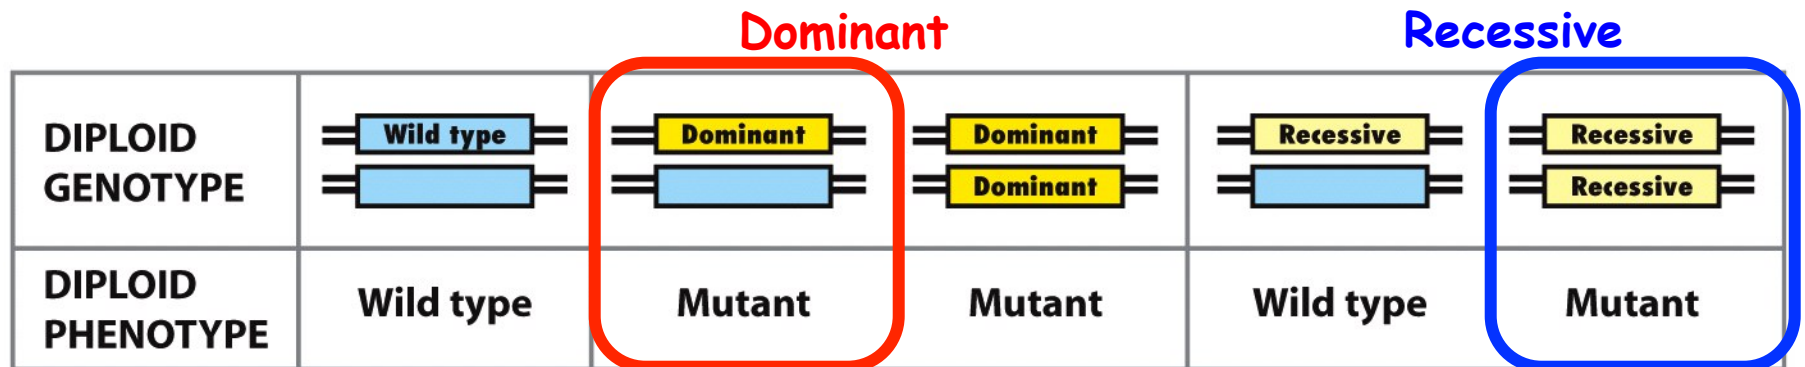 Dominant Recessive
DIPLOID
GENOTYPE
Wild type Dominant Dominant Recessive Recessive
Dominant Recessive
DIPLOID
PHENOTYPE
Wild type Mutant Mutant Wild type Mutant